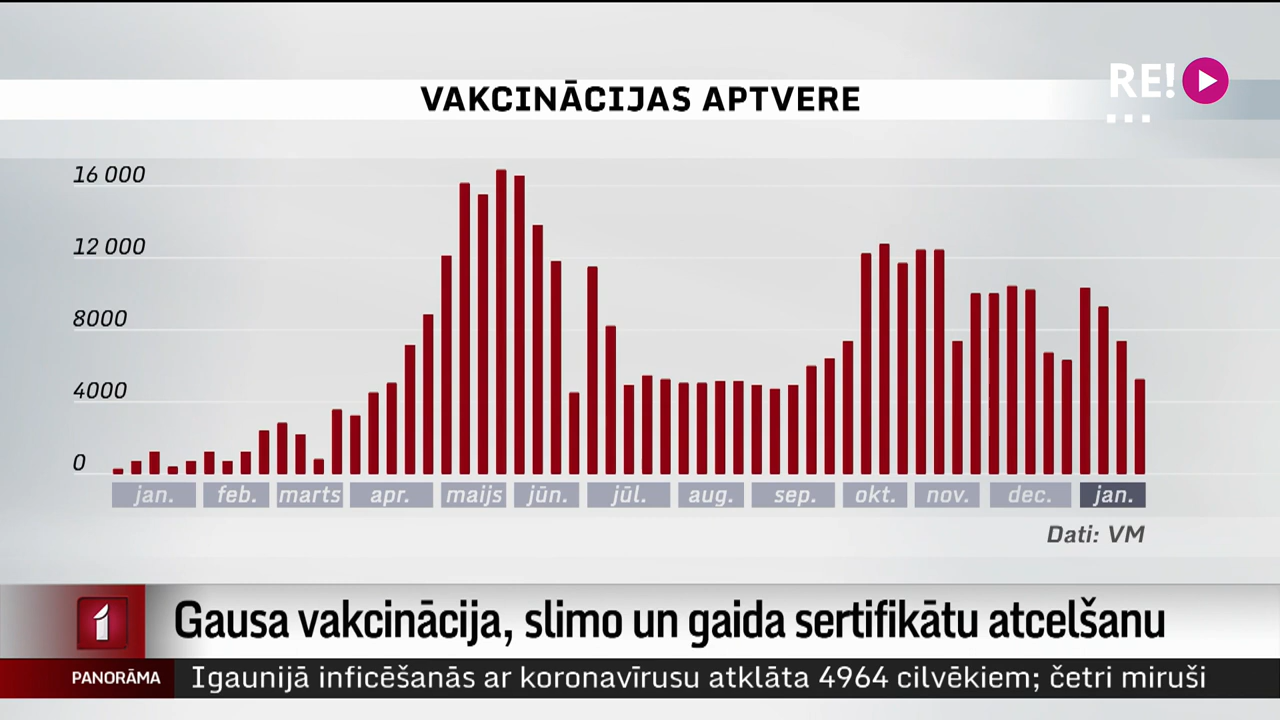 RE!
VAKCINĀCIJAS APTVERE
16 000
12 000
8000
4000
0
jan. feb. marts apr. maijs jūn. jūl. aug. sep. okt. nov. dec. jan.
Dati: VM
1
Gausa vakcinācija, slimo un gaida sertifikātu atcelšanu
PANORĀMA
Igaunijā inficēšanās ar koronavīrusu atklāta 4964 cilvēkiem; četri miruši